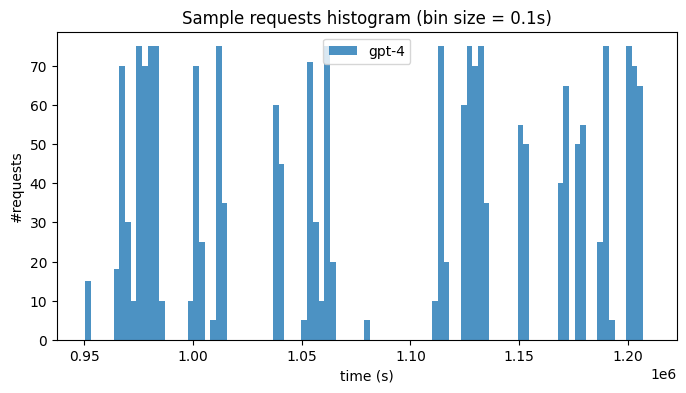 Sample requests histogram (bin size = 0.1s)
gpt-4
#requests
70
60
50
40
30
20
10
0
0.95 1.00 1.05 1.10 1.15 1.20
1e6
time (s)